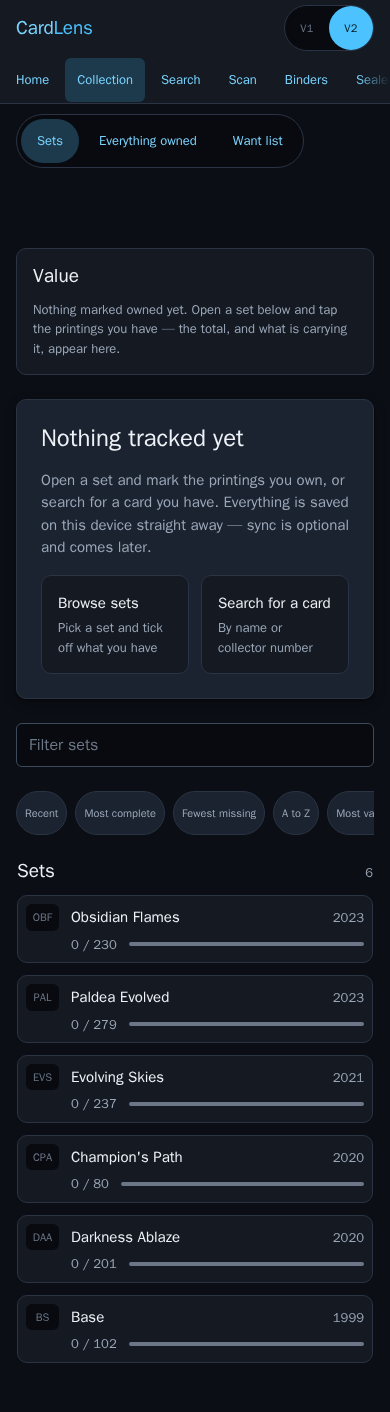 CardLens
V1 V2
Home Collection Search Scan Binders Seale
Sets Everything owned Want list
Value
Nothing marked owned yet. Open a set below and tap
the printings you have — the total, and what is carrying
it, appear here.
Nothing tracked yet
Open a set and mark the printings you own, or
search for a card you have. Everything is saved
on this device straight away — sync is optional
and comes later.
Browse sets
Pick a set and tick
off what you have
Search for a card
By name or
collector number
Filter sets
Recent Most complete Fewest missing A to Z Most va
Sets 6
OBF Obsidian Flames 2023
0 / 230
PAL Paldea Evolved 2023
0 / 279
EVS Evolving Skies 2021
0 / 237
CPA Champion's Path 2020
0 / 80
DAA Darkness Ablaze 2020
0 / 201
BS Base 1999
0 / 102